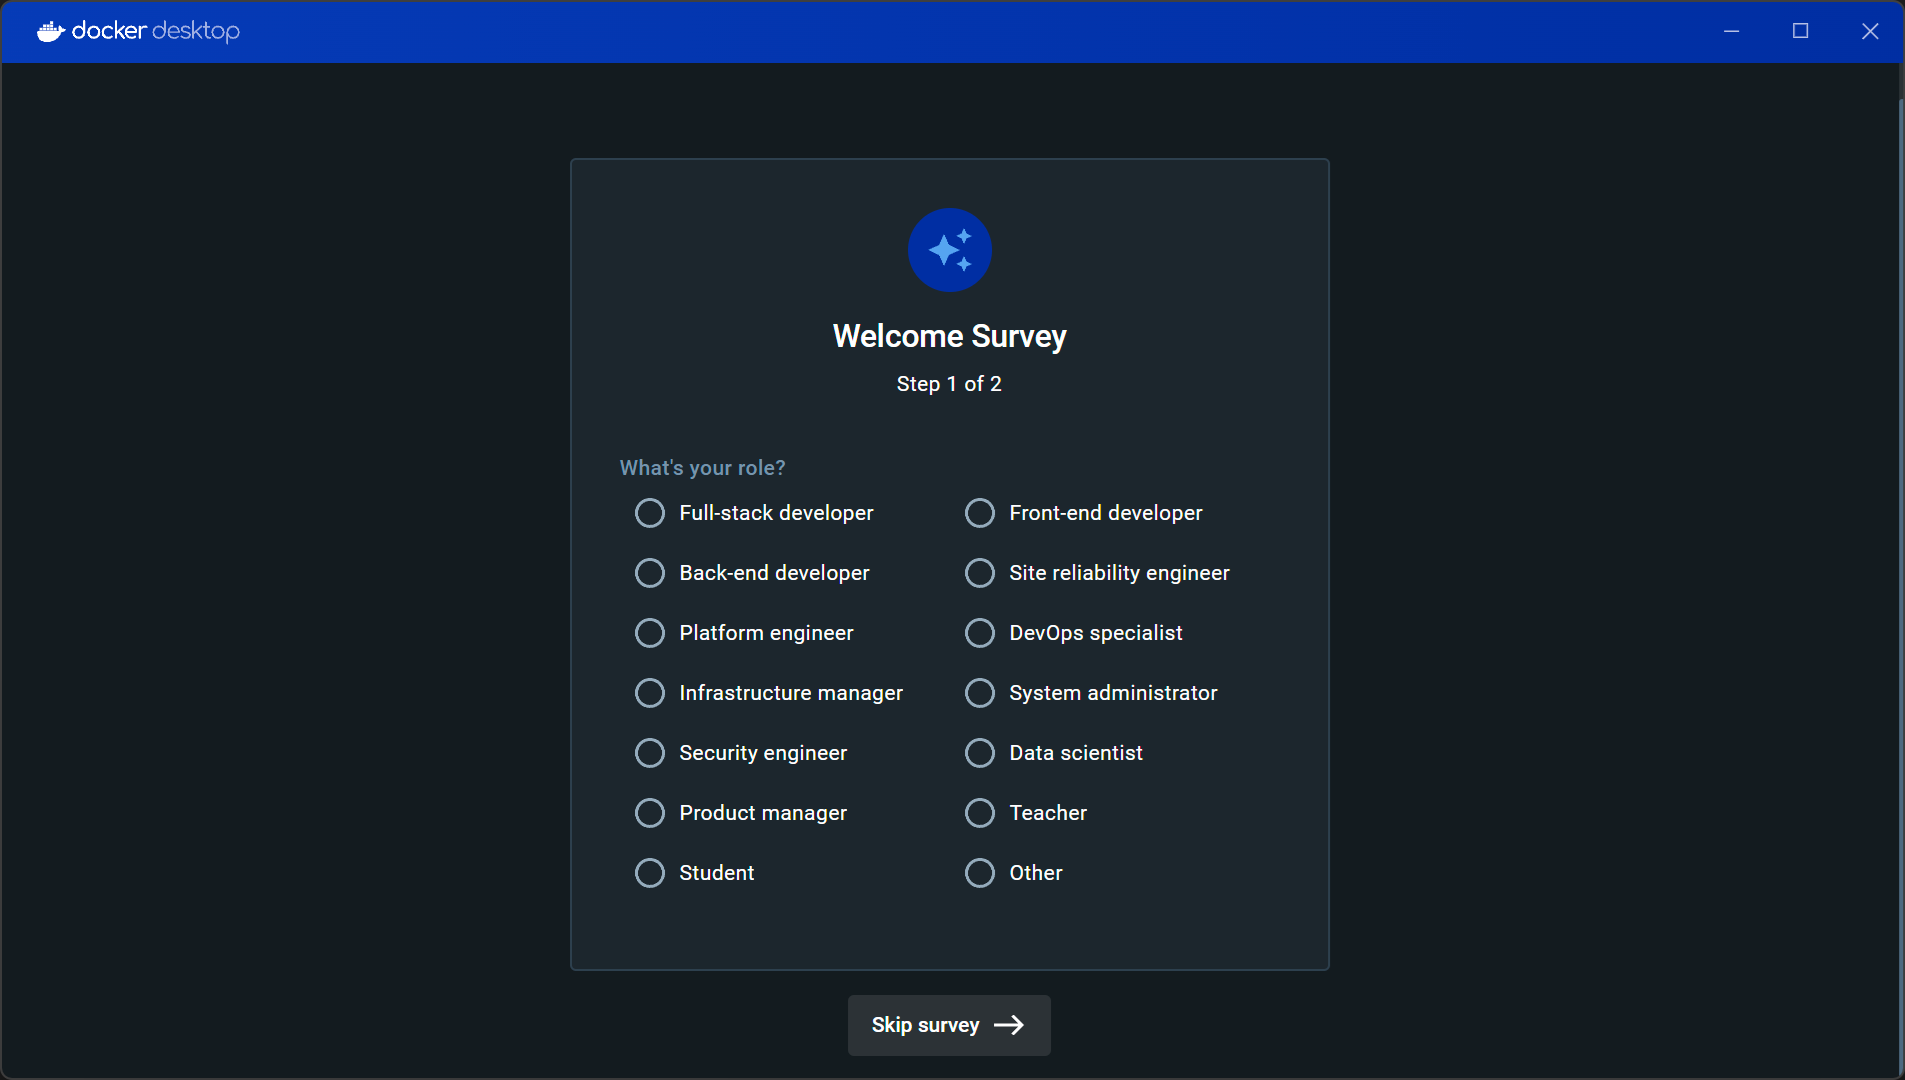 docker desktop
Welcome Survey
Step 1 of 2
What's your role?
Full-stack developer
Front-end developer
Back-end developer
Site reliability engineer
Platform engineer
DevOps specialist
Infrastructure manager
System administrator
Security engineer
Data scientist
Product manager
Teacher
Student
Other
Skip survey